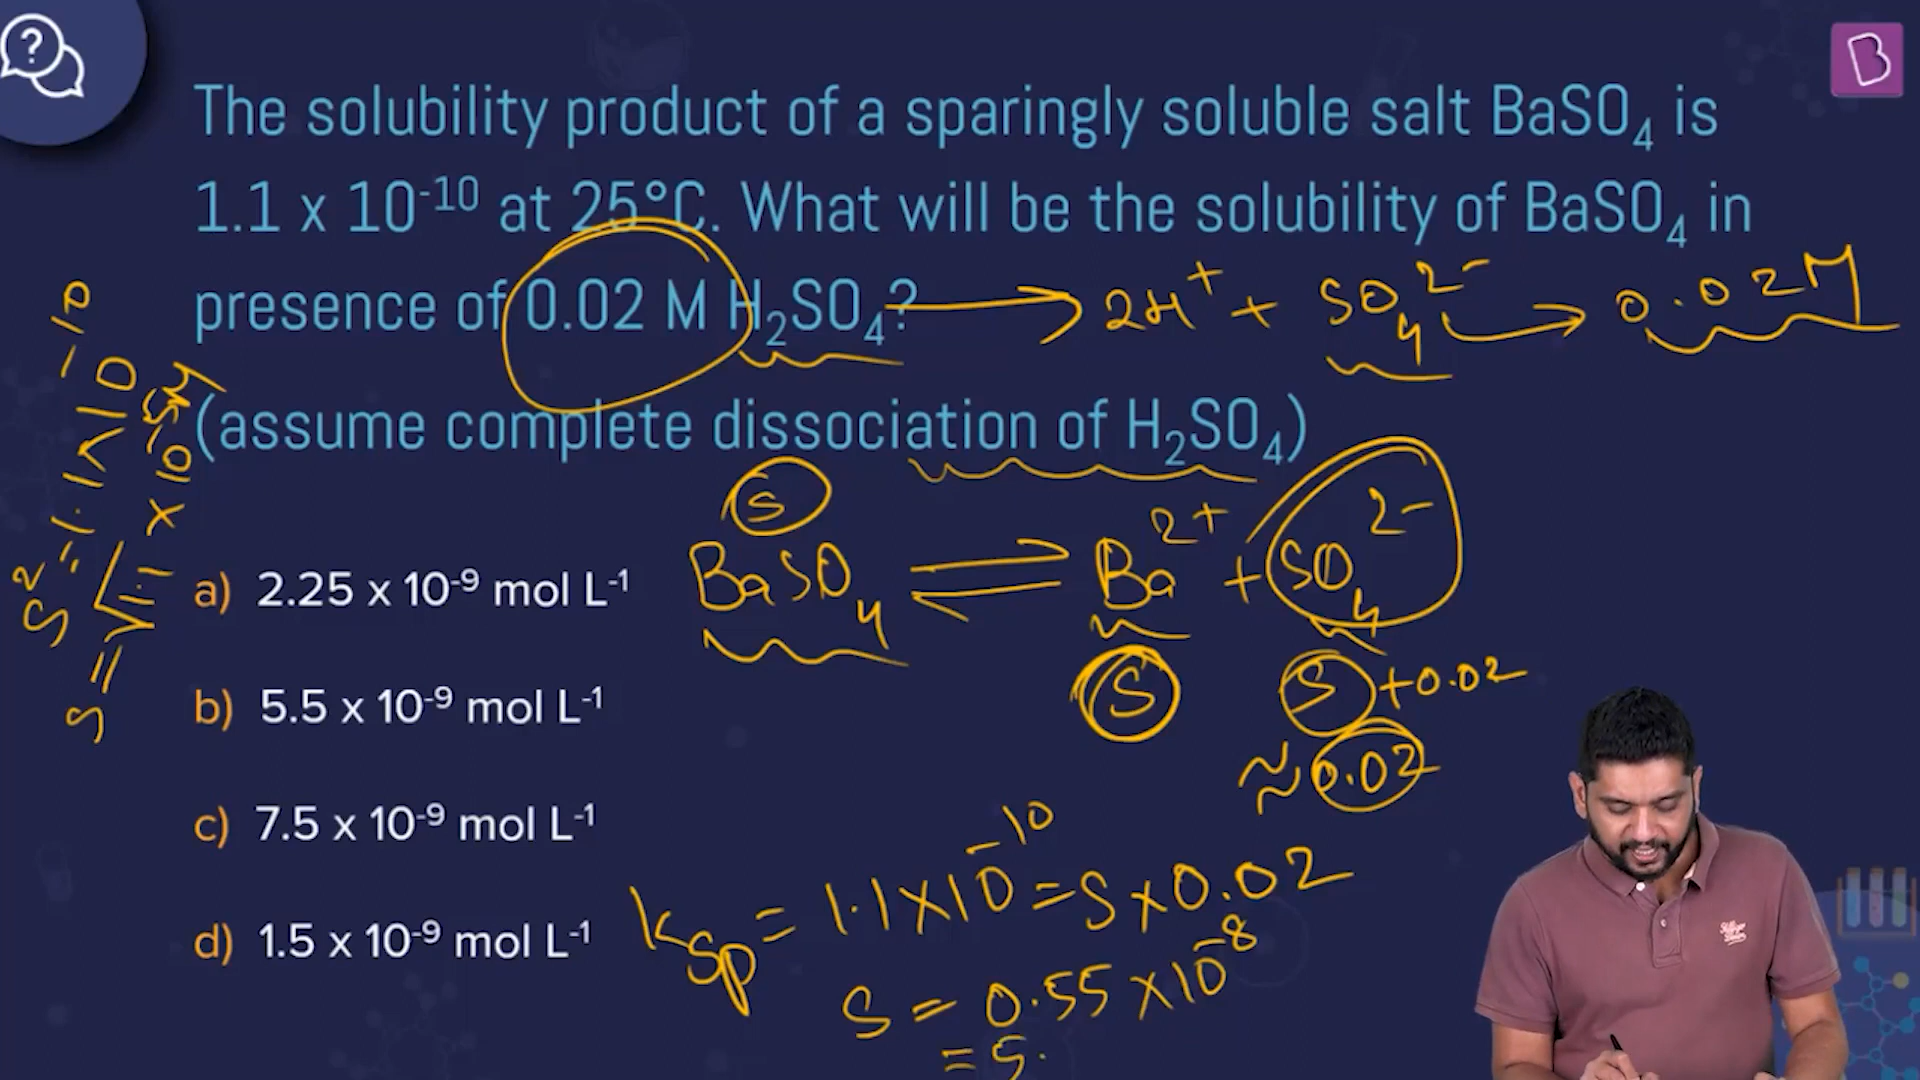 The solubility product of a sparingly soluble salt BaSO₄ is
1.1 x 10⁻¹⁰ at 25°C. What will be the solubility of BaSO₄ in
presence of 0.02 M H₂SO₄? → 2H⁺ + SO₄²⁻ → 0.02M
(assume complete dissociation of H₂SO₄)
S² = 1.1 x 10⁻¹⁰
S = √1.1 x 10⁻⁵ M
S
BaSO₄ ⇌ Ba²⁺ + SO₄²⁻
S S + 0.02
≈ 0.02
a) 2.25 x 10⁻⁹ mol L⁻¹
b) 5.5 x 10⁻⁹ mol L⁻¹
c) 7.5 x 10⁻⁹ mol L⁻¹
d) 1.5 x 10⁻⁹ mol L⁻¹
Ksp = 1.1 x 10⁻¹⁰ = S x 0.02
S = 0.55 x 10⁻⁸
= 5.